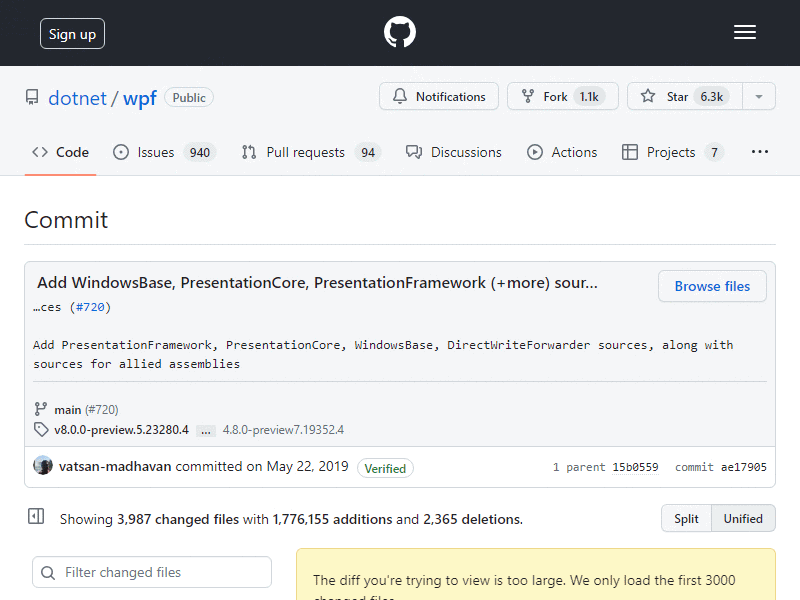 Sign up
dotnet / wpf Public
Notifications Fork 1.1k Star 6.3k
Code Issues 940 Pull requests 94 Discussions Actions Projects 7 ...
Commit
Add WindowsBase, PresentationCore, PresentationFramework (+more) sour...
Browse files
…ces (#720)
Add PresentationFramework, PresentationCore, WindowsBase, DirectWriteForwarder sources, along with
sources for allied assemblies
main (#720)
v8.0.0-preview.5.23280.4 ... 4.8.0-preview7.19352.4
vatsan-madhavan committed on May 22, 2019 Verified 1 parent 15b0559 commit ae17905
Showing 3,987 changed files with 1,776,155 additions and 2,365 deletions. Split Unified
Filter changed files
The diff you're trying to view is too large. We only load the first 3000
changed files.